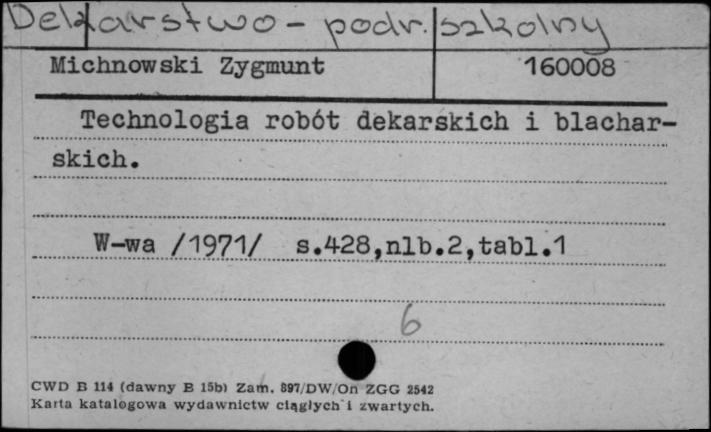 Dekarstwo - podr. szkolny
Michnowski Zygmunt 160008
Technologia robót dekarskich i blachar-
skich.
W-wa /1971/ s.428,nlb.2,tabl.1
6
CWD B 114 (dawny B 15b) Zam. 897/DW/On ZGG 2542
Karta katalogowa wydawnictw ciągłych i zwartych.